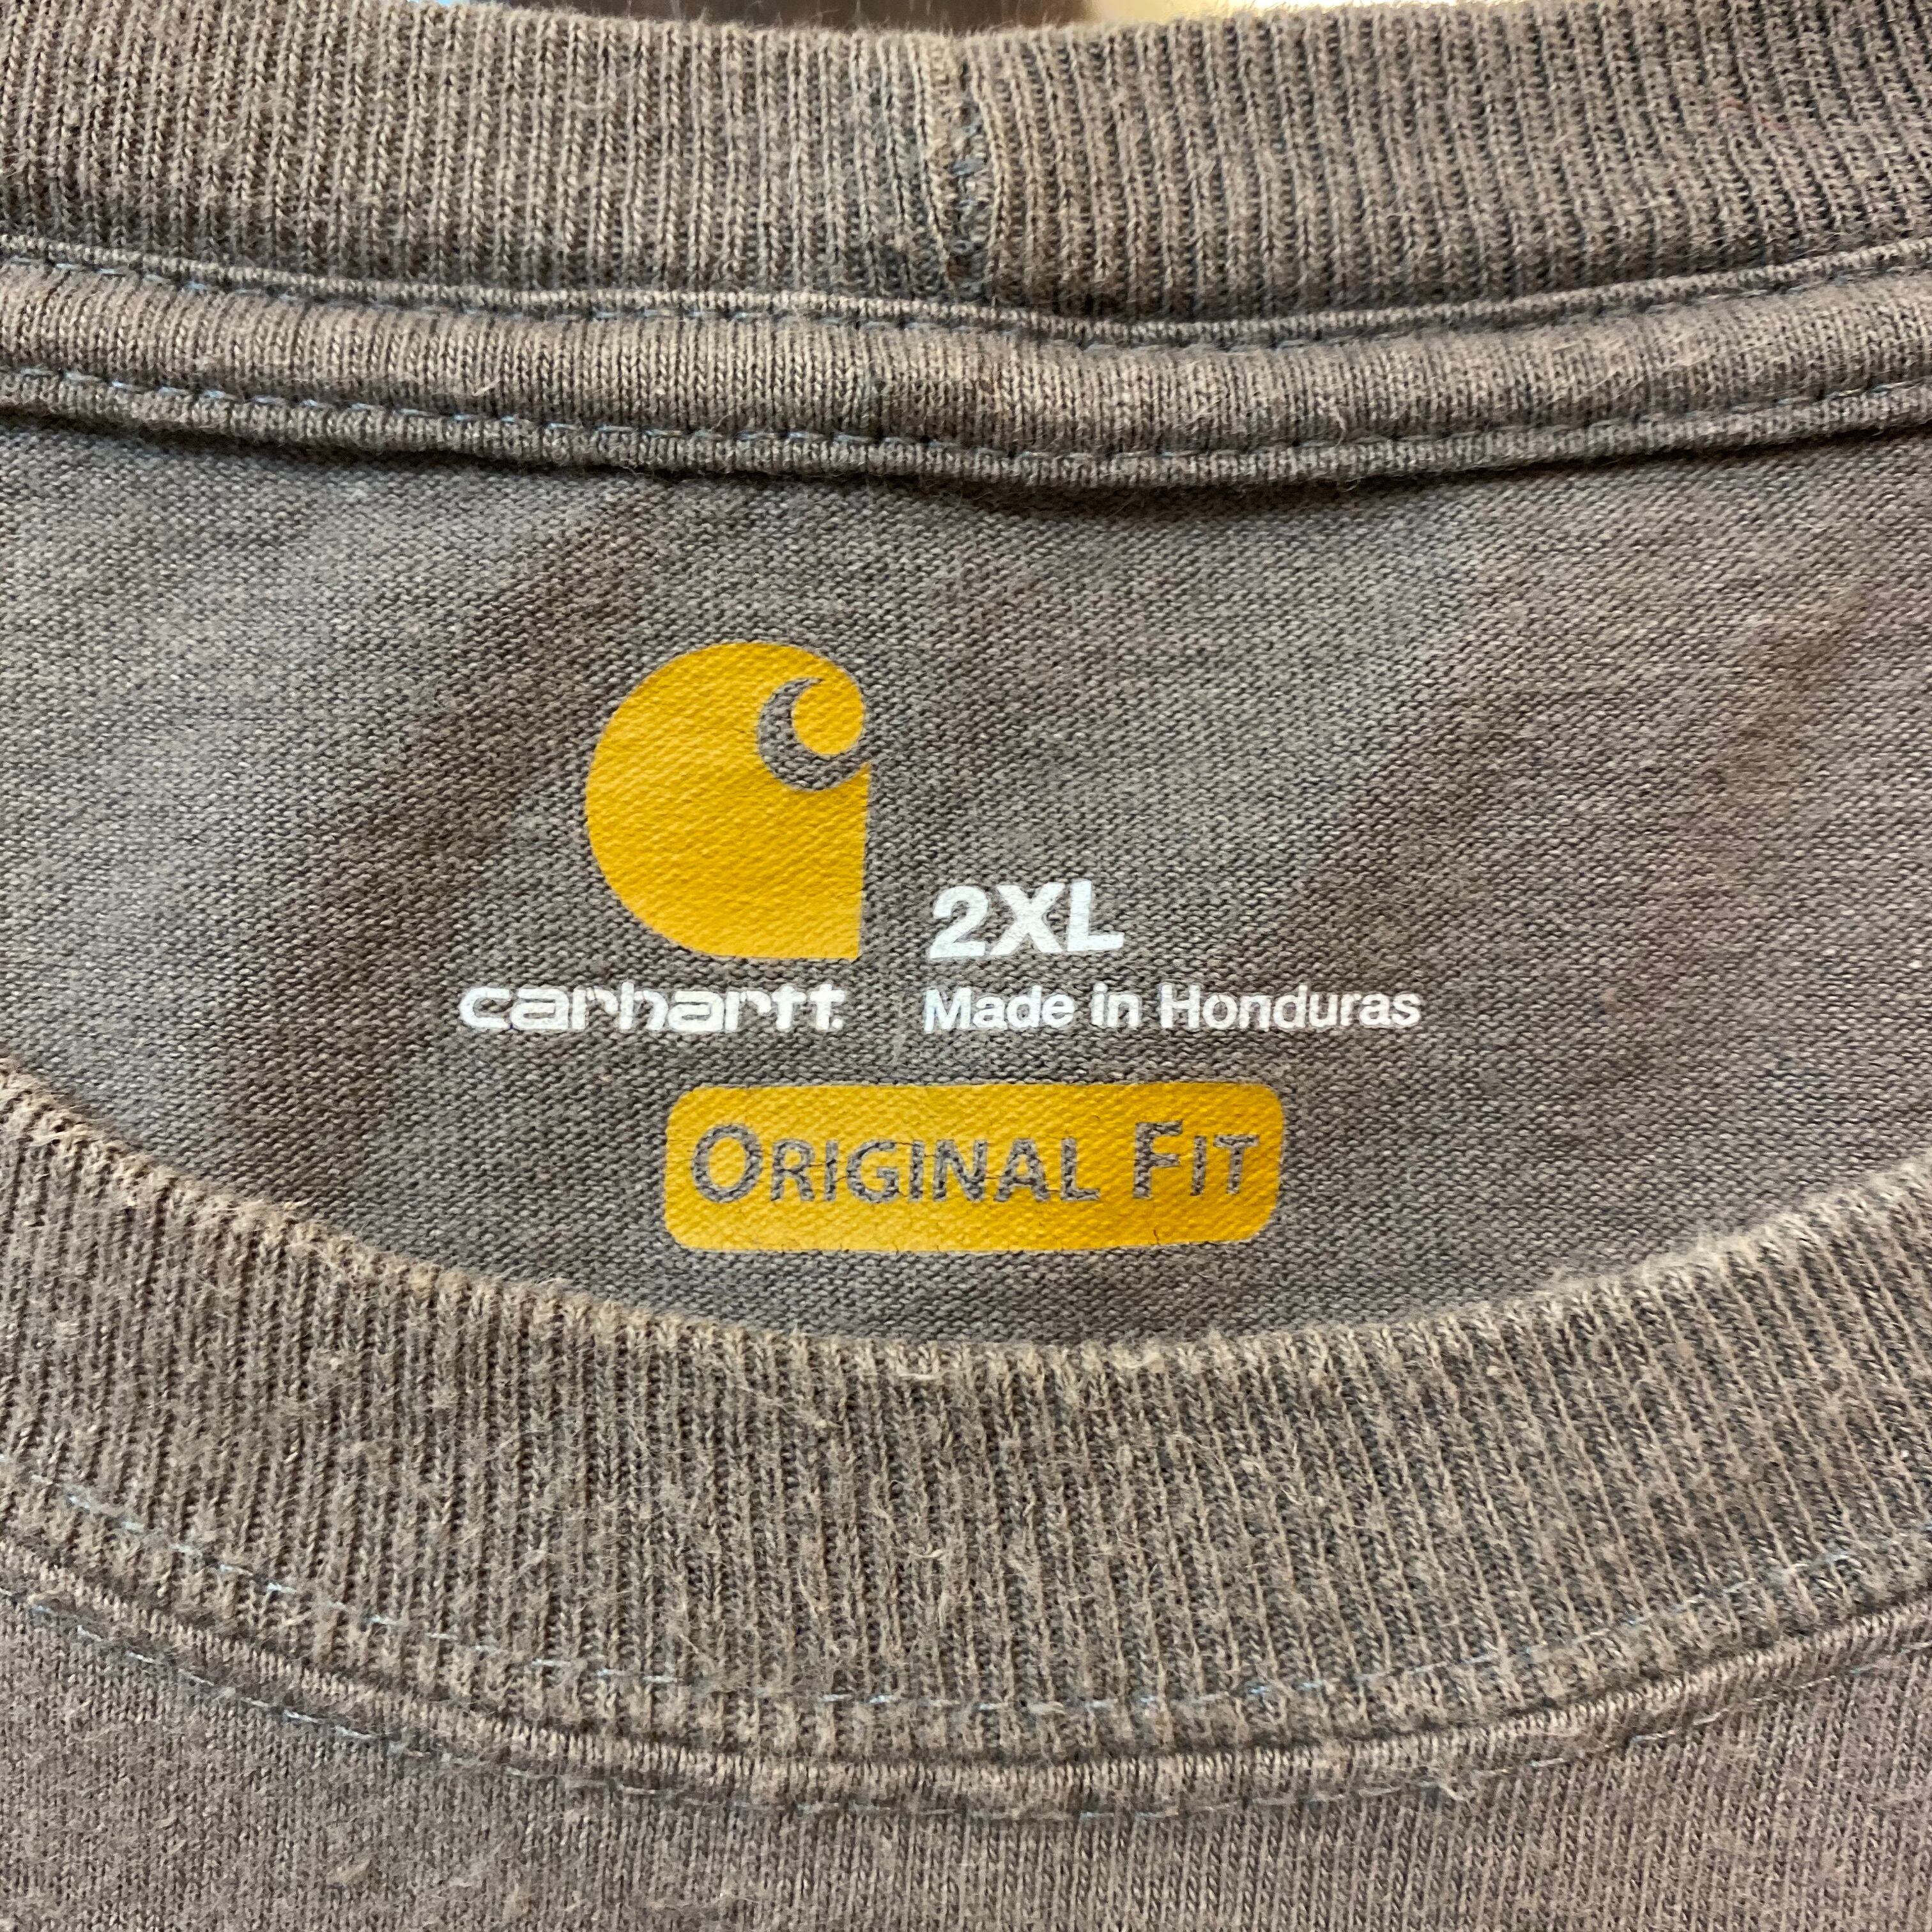 2XL
carhartt.
Made in Honduras
ORIGINAL FIT